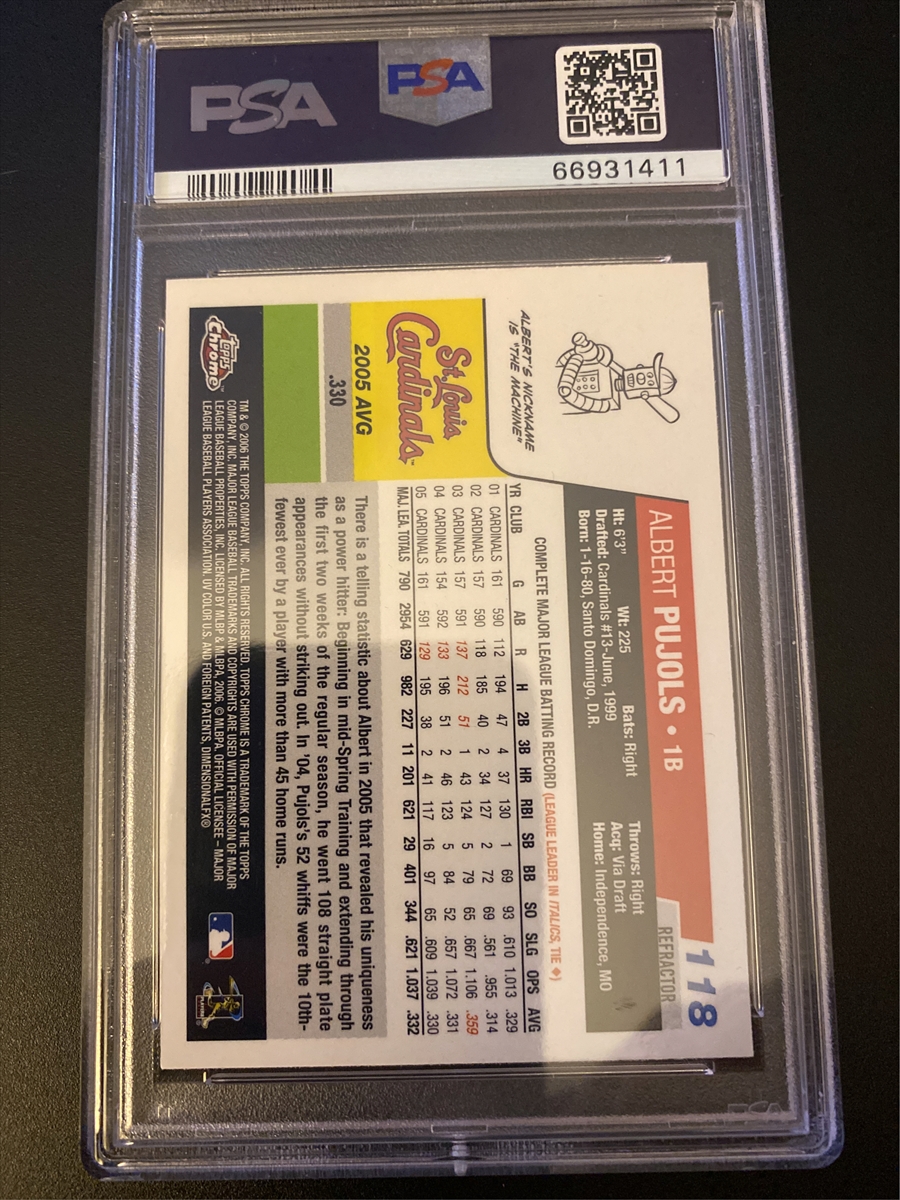 PSA
PSA
66931411
118
REFRACTOR
ALBERT PUJOLS • 1B
Ht: 6'3" Wt: 225 Bats: Right Throws: Right
Drafted: Cardinals #13-June, 1999 Acq: Via Draft
Born: 1-16-80, Santo Domingo, D.R. Home: Independence, MO
ALBERT'S NICKNAME
IS "THE MACHINE"
COMPLETE MAJOR LEAGUE BATTING RECORD (LEAGUE LEADER IN ITALICS, TIE ◆)
YR CLUB G AB R H 2B 3B HR RBI SB BB SO SLG OPS AVG
01 CARDINALS 161 590 112 194 47 4 37 130 1 69 93 .610 1.013 .329
02 CARDINALS 157 590 118 185 40 2 34 127 2 72 69 .561 .955 .314
03 CARDINALS 157 591 137 212 51 1 43 124 5 79 65 .667 1.106 .359
04 CARDINALS 154 592 133 196 51 2 46 123 5 84 52 .657 1.072 .331
05 CARDINALS 161 591 129 195 38 2 41 117 16 97 65 .609 1.039 .330
MAJ. LEA. TOTALS 790 2954 629 982 227 11 201 621 29 401 344 .621 1.037 .332
St. Louis
Cardinals
2005 AVG
.330
There is a telling statistic about Albert in 2005 that revealed his uniqueness
as a power hitter: Beginning in mid-Spring Training and extending through
the first two weeks of the regular season, he went 108 straight plate
appearances without striking out. In '04, Pujols's 52 whiffs were the 10th-
fewest ever by a player with more than 45 home runs.
Topps
Chrome
TM & © 2006 THE TOPPS COMPANY, INC. ALL RIGHTS RESERVED. TOPPS CHROME IS A TRADEMARK OF THE TOPPS
COMPANY, INC. MAJOR LEAGUE BASEBALL TRADEMARKS AND COPYRIGHTS ARE USED WITH PERMISSION OF MAJOR
LEAGUE BASEBALL PROPERTIES, INC. LICENSED BY MLBP & MLBPA, 2006. © MLBPA, OFFICIAL LICENSEE – MAJOR
LEAGUE BASEBALL PLAYERS ASSOCIATION. UV COLOR U.S. AND FOREIGN PATENTS, DIMENSIONALFX®
PSA